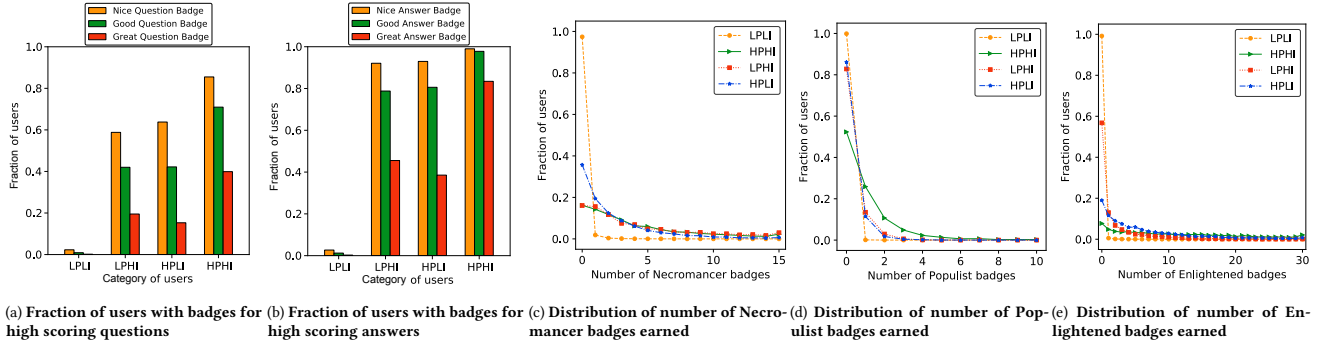 Nice Question Badge
Good Question Badge
Great Question Badge
1.0
0.8
0.6
0.4
0.2
0.0
Fraction of users
LPLI LPHI HPLI HPHI
Category of users
(a) Fraction of users with badges for
high scoring questions
Nice Answer Badge
Good Answer Badge
Great Answer Badge
1.0
0.8
0.6
0.4
0.2
0.0
Fraction of users
LPLI LPHI HPLI HPHI
Category of users
(b) Fraction of users with badges for
high scoring answers
LPLI
HPHI
LPHI
HPLI
1.0
0.8
0.6
0.4
0.2
0.0
Fraction of users
0 5 10 15
Number of Necromancer badges
(c) Distribution of number of Necro-
mancer badges earned
LPLI
HPHI
LPHI
HPLI
1.0
0.8
0.6
0.4
0.2
0.0
Fraction of users
0 2 4 6 8 10
Number of Populist badges
(d) Distribution of number of Pop-
ulist badges earned
LPLI
HPHI
LPHI
HPLI
1.0
0.8
0.6
0.4
0.2
0.0
Fraction of users
0 10 20 30
Number of Enlightened badges
(e) Distribution of number of En-
lightened badges earned